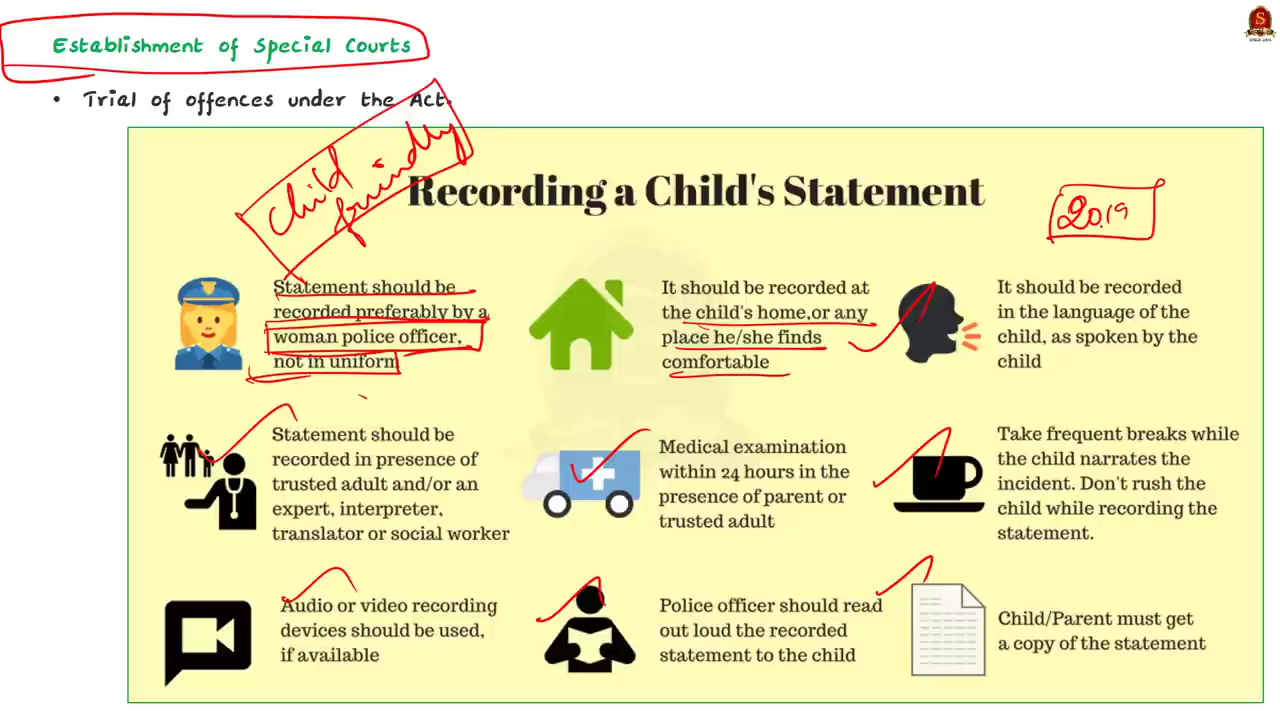 Establishment of Special Courts
• Trial of offences under the Act.
Child
friendly
Recording a Child's Statement
2019
Statement should be
recorded preferably by a
woman police officer,
not in uniform
It should be recorded at
the child's home,or any
place he/she finds
comfortable
It should be recorded
in the language of the
child, as spoken by the
child
Statement should be
recorded in presence of
trusted adult and/or an
expert, interpreter,
translator or social worker
Medical examination
within 24 hours in the
presence of parent or
trusted adult
Take frequent breaks while
the child narrates the
incident. Don't rush the
child while recording the
statement.
Audio or video recording
devices should be used,
if available
Police officer should read
out loud the recorded
statement to the child
Child/Parent must get
a copy of the statement